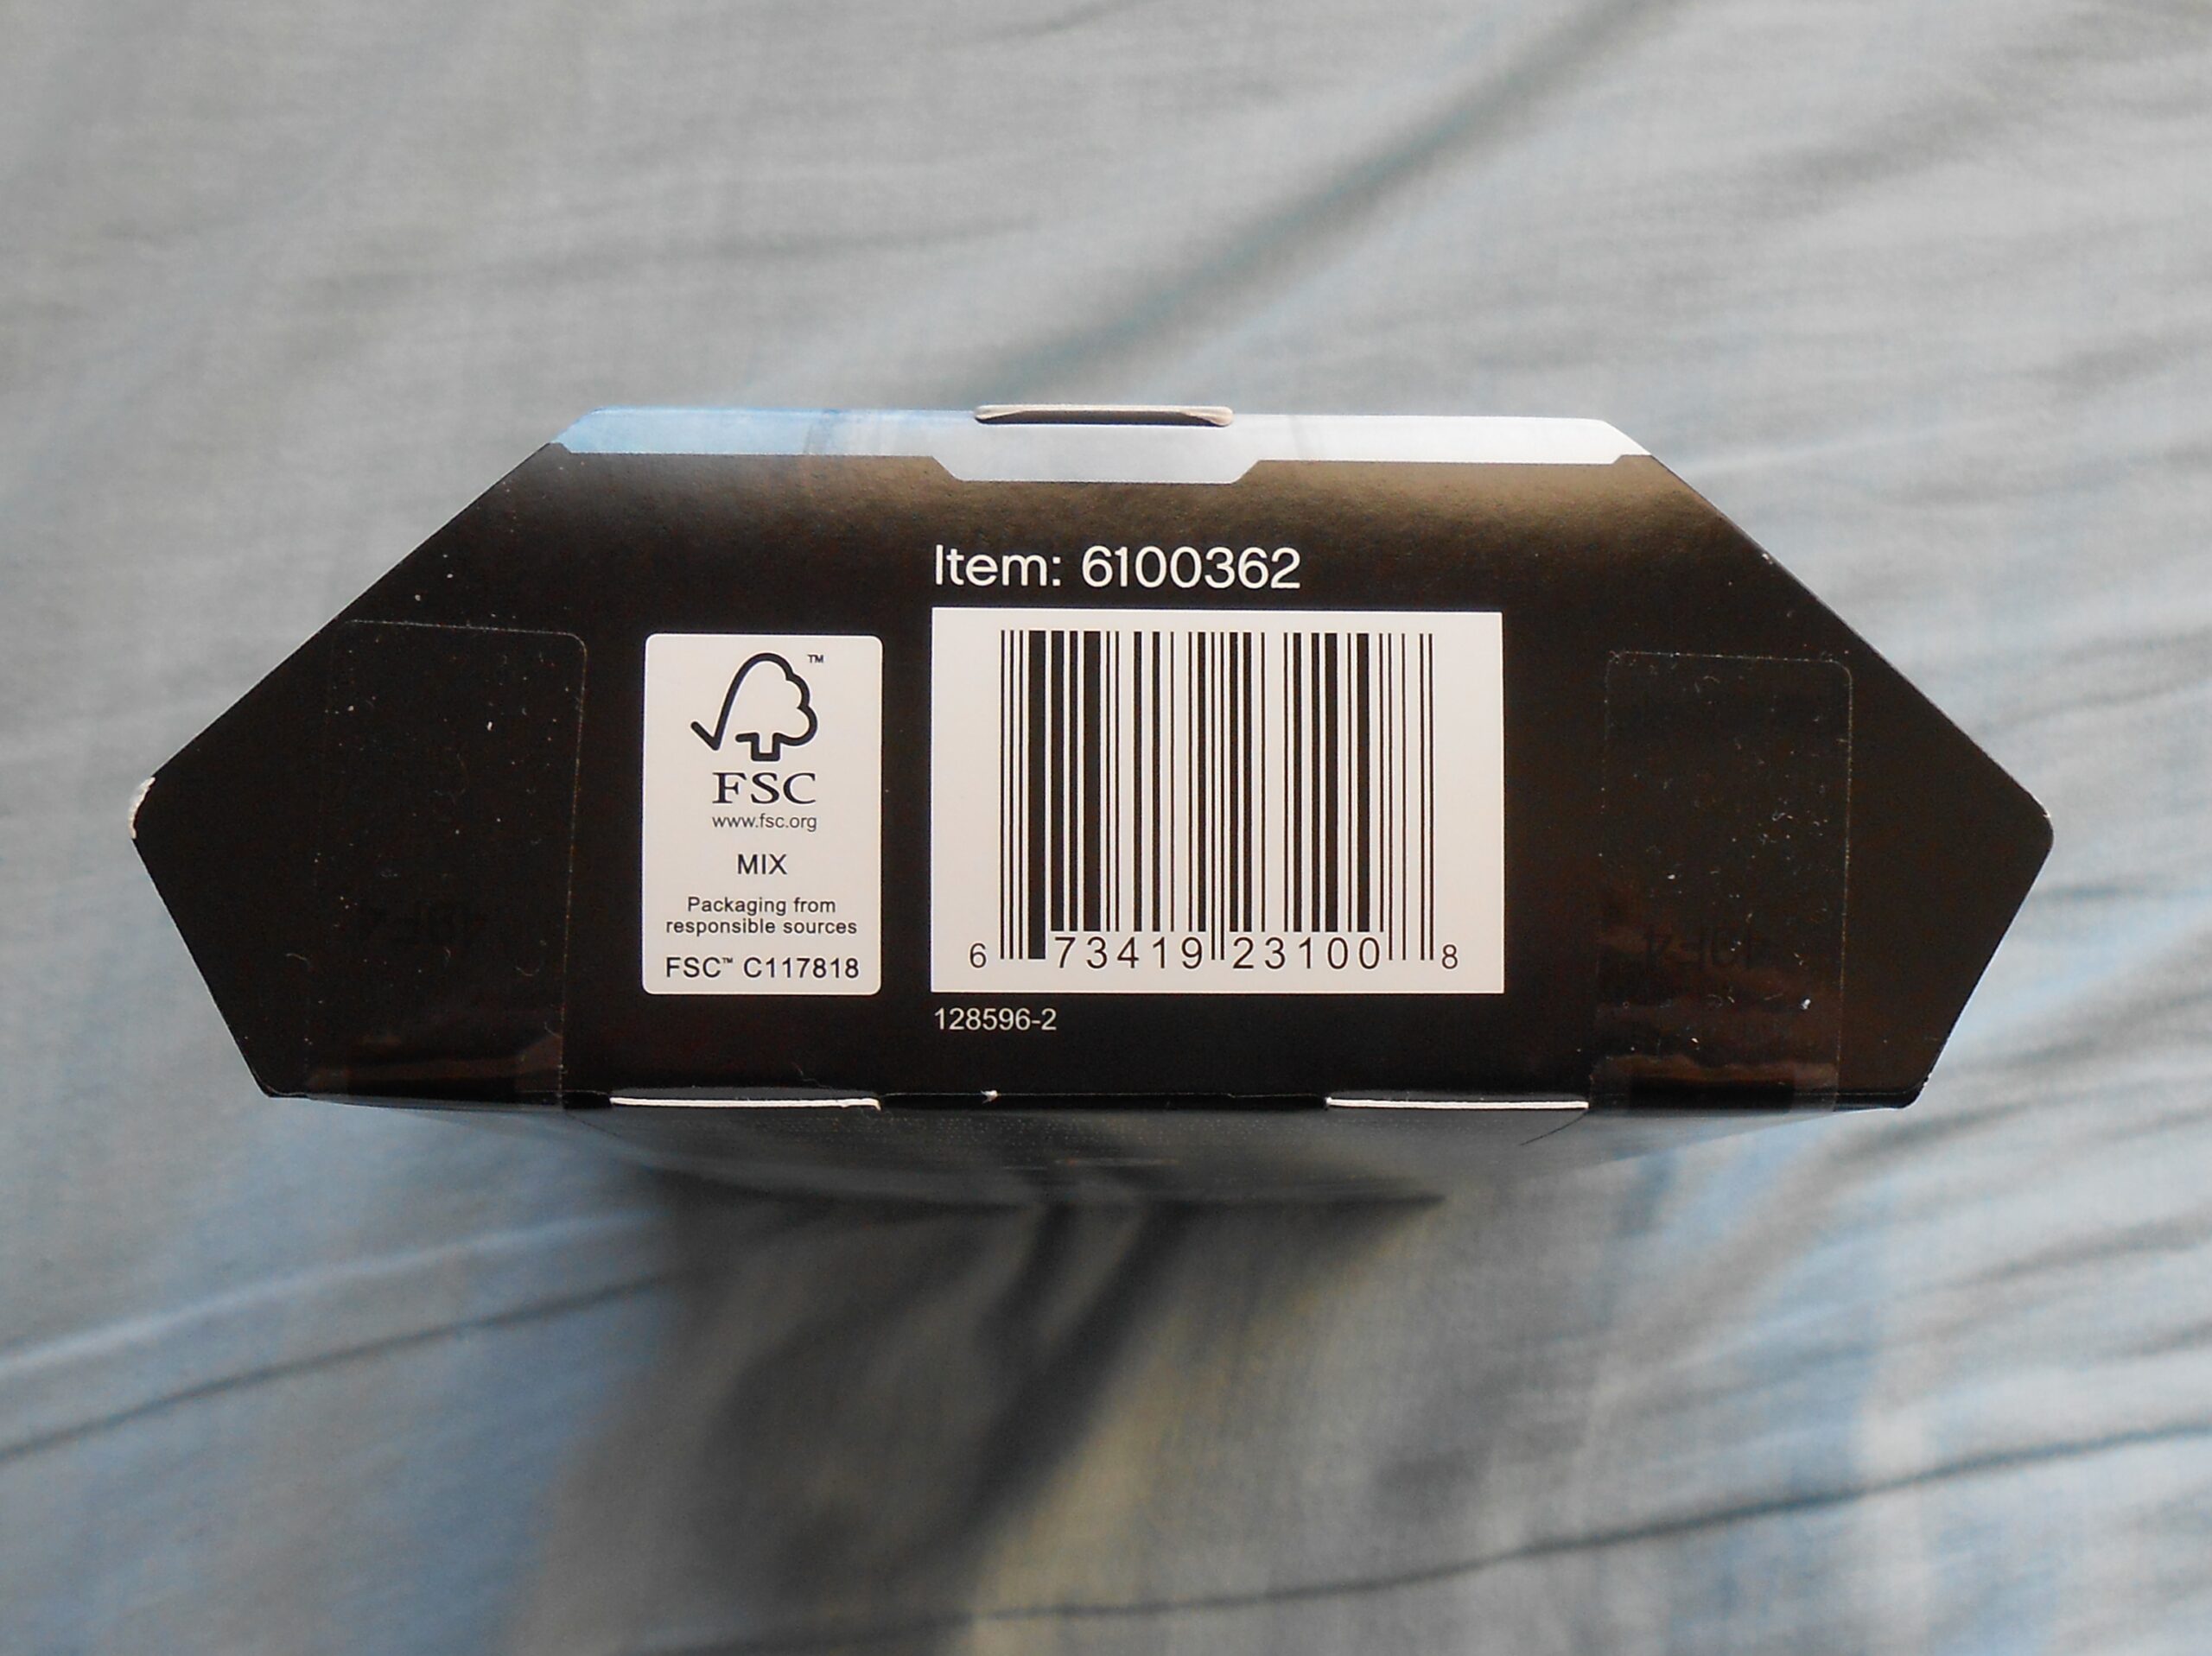 Item: 6100362
™
FSC
www.fsc.org
MIX
Packaging from
responsible sources
FSC™ C117818
6 73419 23100 8
128596-2